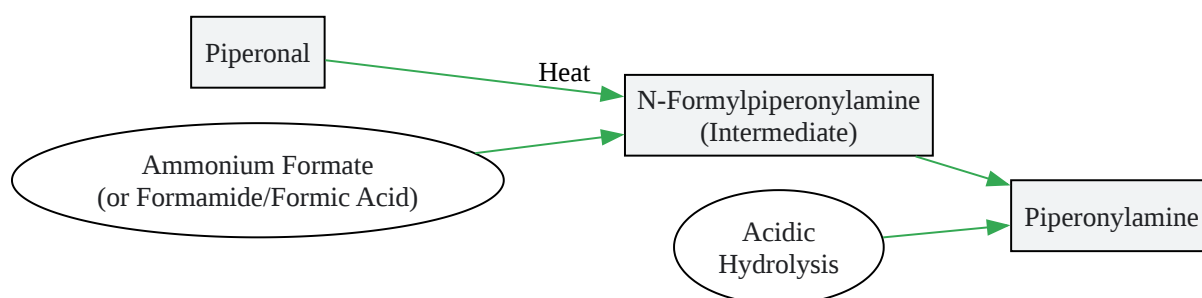 Piperonal
Heat
N-Formylpiperonylamine
(Intermediate)
Ammonium Formate
(or Formamide/Formic Acid)
Piperonylamine
Acidic
Hydrolysis